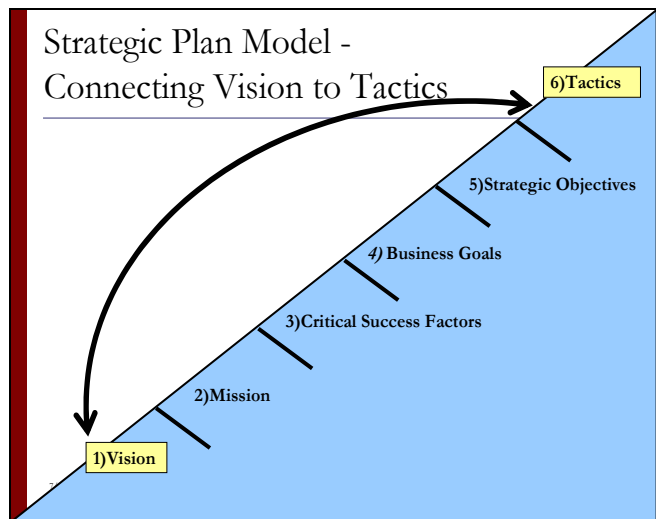 Strategic Plan Model -
Connecting Vision to Tactics
6)Tactics
5)Strategic Objectives
4) Business Goals
3)Critical Success Factors
2)Mission
1)Vision